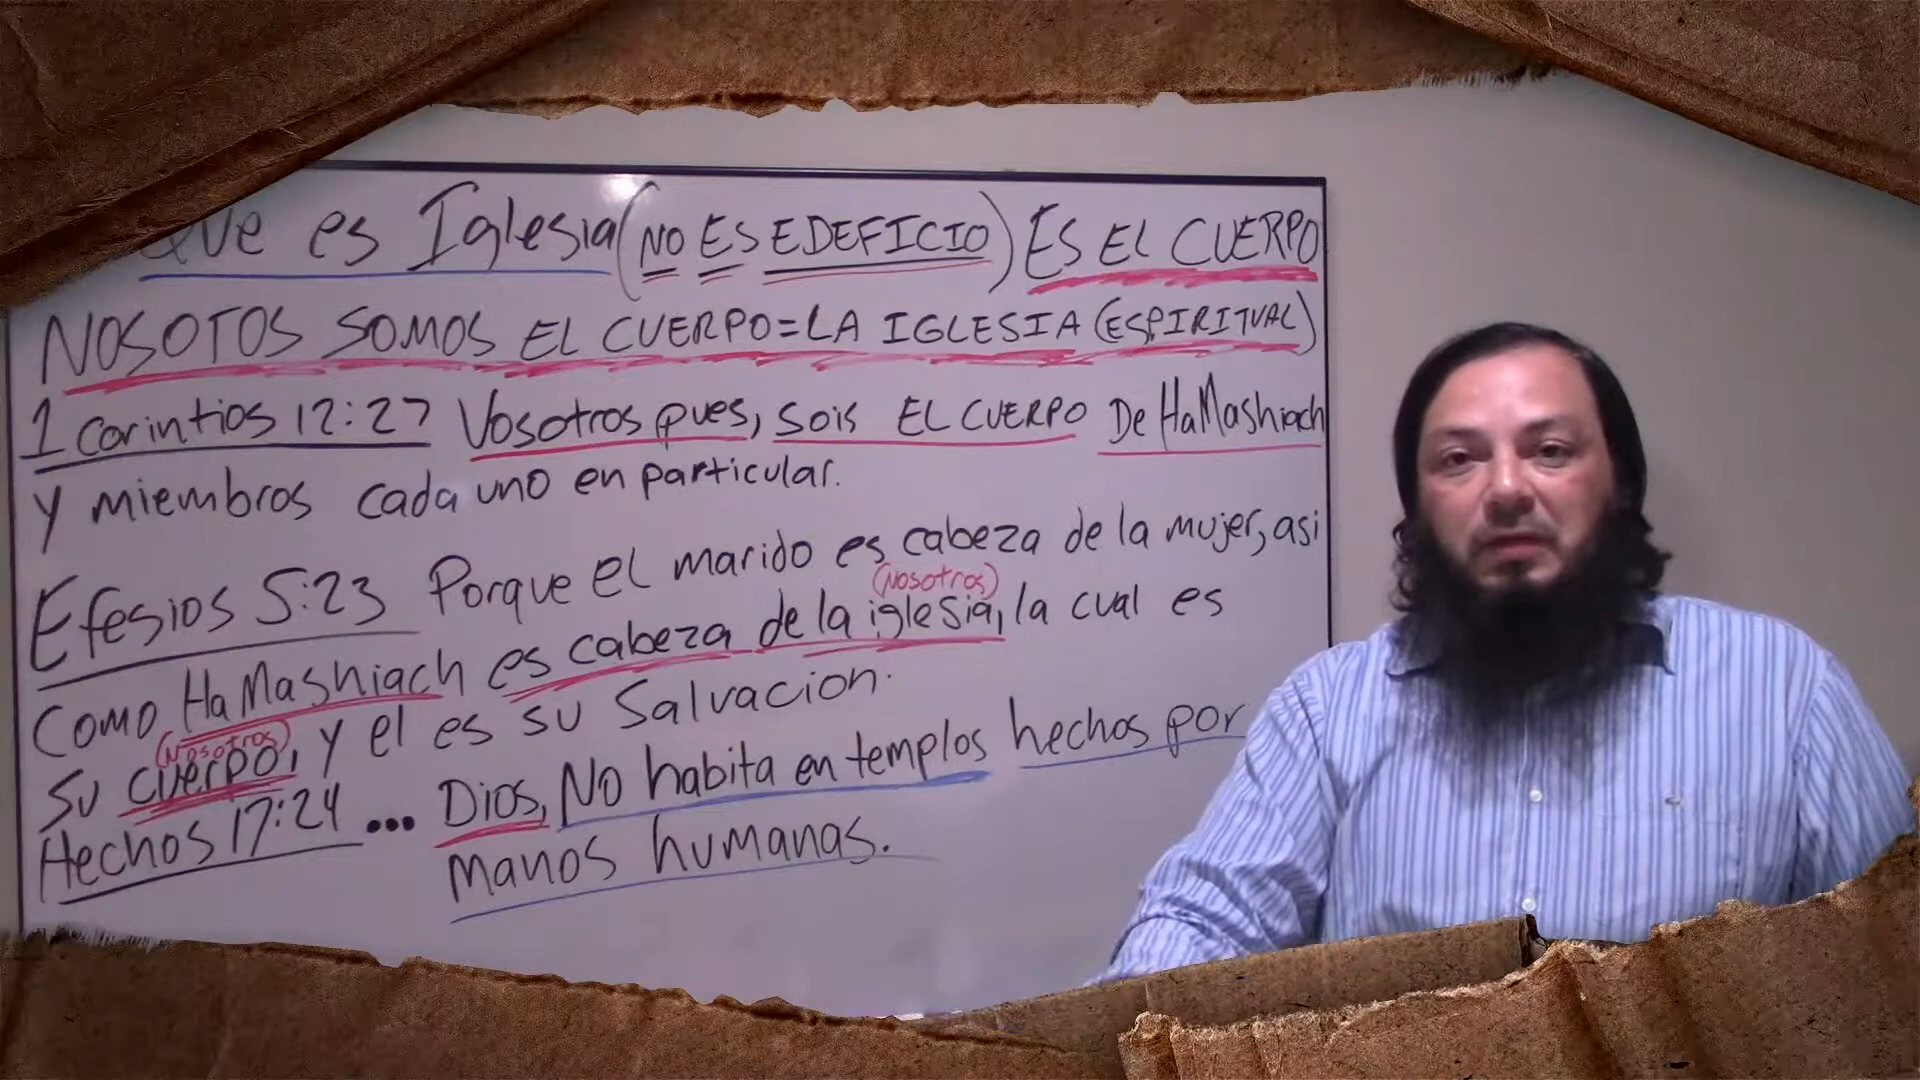 Que es Iglesia (NO ES EDEFICIO) ES EL CUERPO
NOSOTOS SOMOS EL CUERPO=LA IGLESIA (ESPIRITUAL)
1 Corintios 12:27 Vosotros pues, sois EL CUERPO De HaMashiach
y miembros cada uno en particular.
Efesios 5:23 Porque el marido es cabeza de la mujer, asi
(Nosotros)
como HaMashiach es cabeza de la iglesia, la cual es
(Nosotros)
su cuerpo, y el es su Salvacion.
Hechos 17:24 ... Dios, No habita en templos hechos por
manos humanas.